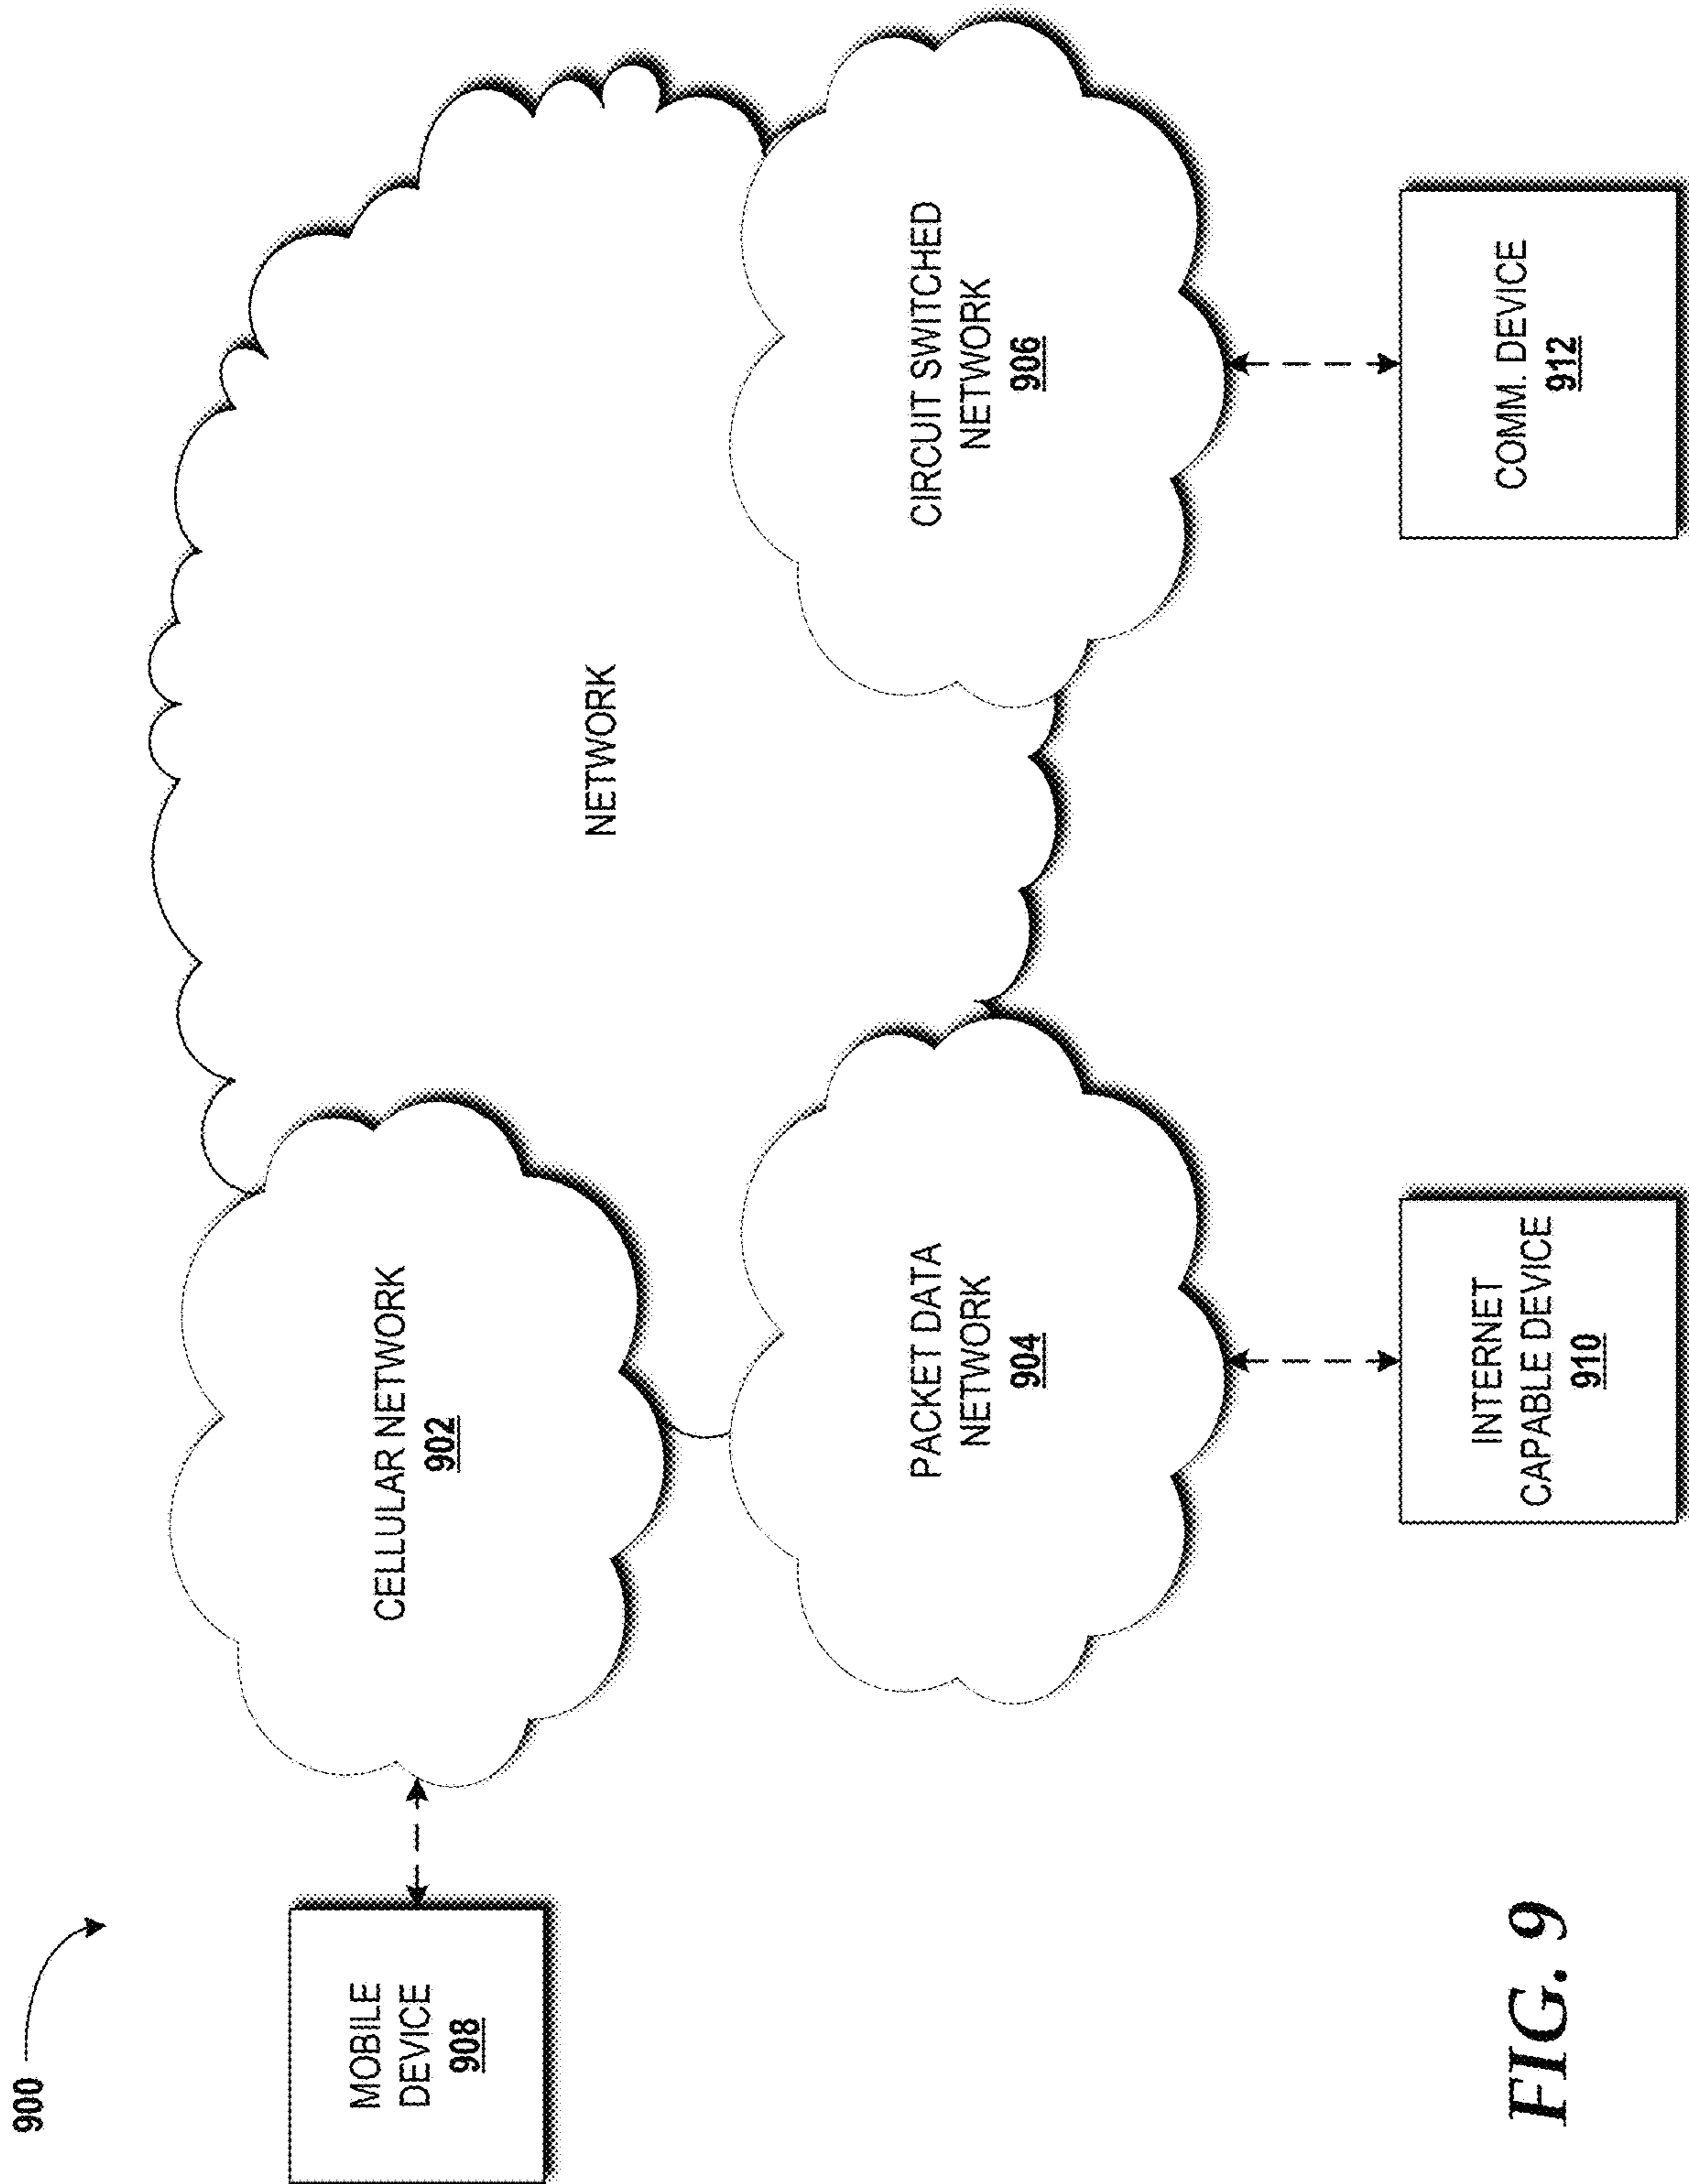 900
MOBILE
DEVICE
908
CELLULAR NETWORK
902
NETWORK
PACKET DATA
NETWORK
904
CIRCUIT SWITCHED
NETWORK
906
INTERNET
CAPABLE DEVICE
910
COMM. DEVICE
912
FIG. 9